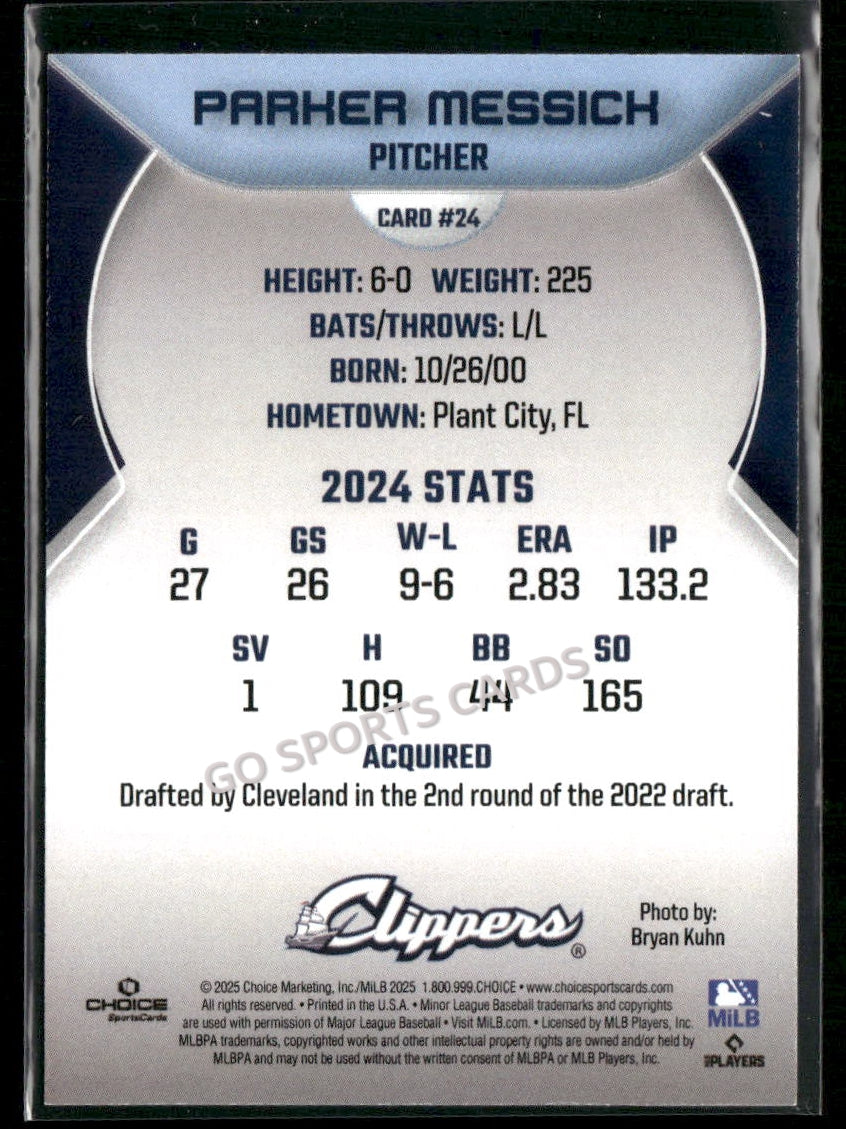 PARKER MESSICK
PITCHER
CARD #24
HEIGHT: 6-0 WEIGHT: 225
BATS/THROWS: L/L
BORN: 10/26/00
HOMETOWN: Plant City, FL
2024 STATS
G GS W-L ERA IP
27 26 9-6 2.83 133.2
SV H BB SO
1 109 44 165
GO SPORTS CARDS
ACQUIRED
Drafted by Cleveland in the 2nd round of the 2022 draft.
Clippers®
Photo by:
Bryan Kuhn
CHOICE
SportsCards
© 2025 Choice Marketing, Inc./MiLB 2025 1.800.999.CHOICE • www.choicesportscards.com
All rights reserved. • Printed in the U.S.A. • Minor League Baseball trademarks and copyrights
are used with permission of Major League Baseball • Visit MiLB.com. • Licensed by MLB Players, Inc.
MLBPA trademarks, copyrighted works and other intellectual property rights are owned and/or held by
MLBPA and may not be used without the written consent of MLBPA or MLB Players, Inc.
MiLB
MLB PLAYERS